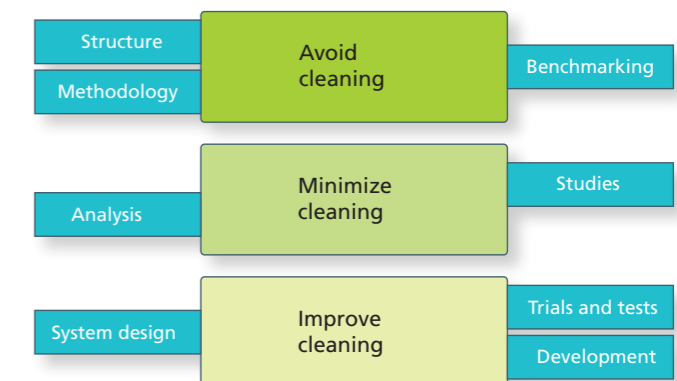 Structure
Methodology
Avoid
cleaning
Benchmarking
Analysis
Minimize
cleaning
Studies
System design
Improve
cleaning
Trials and tests
Development